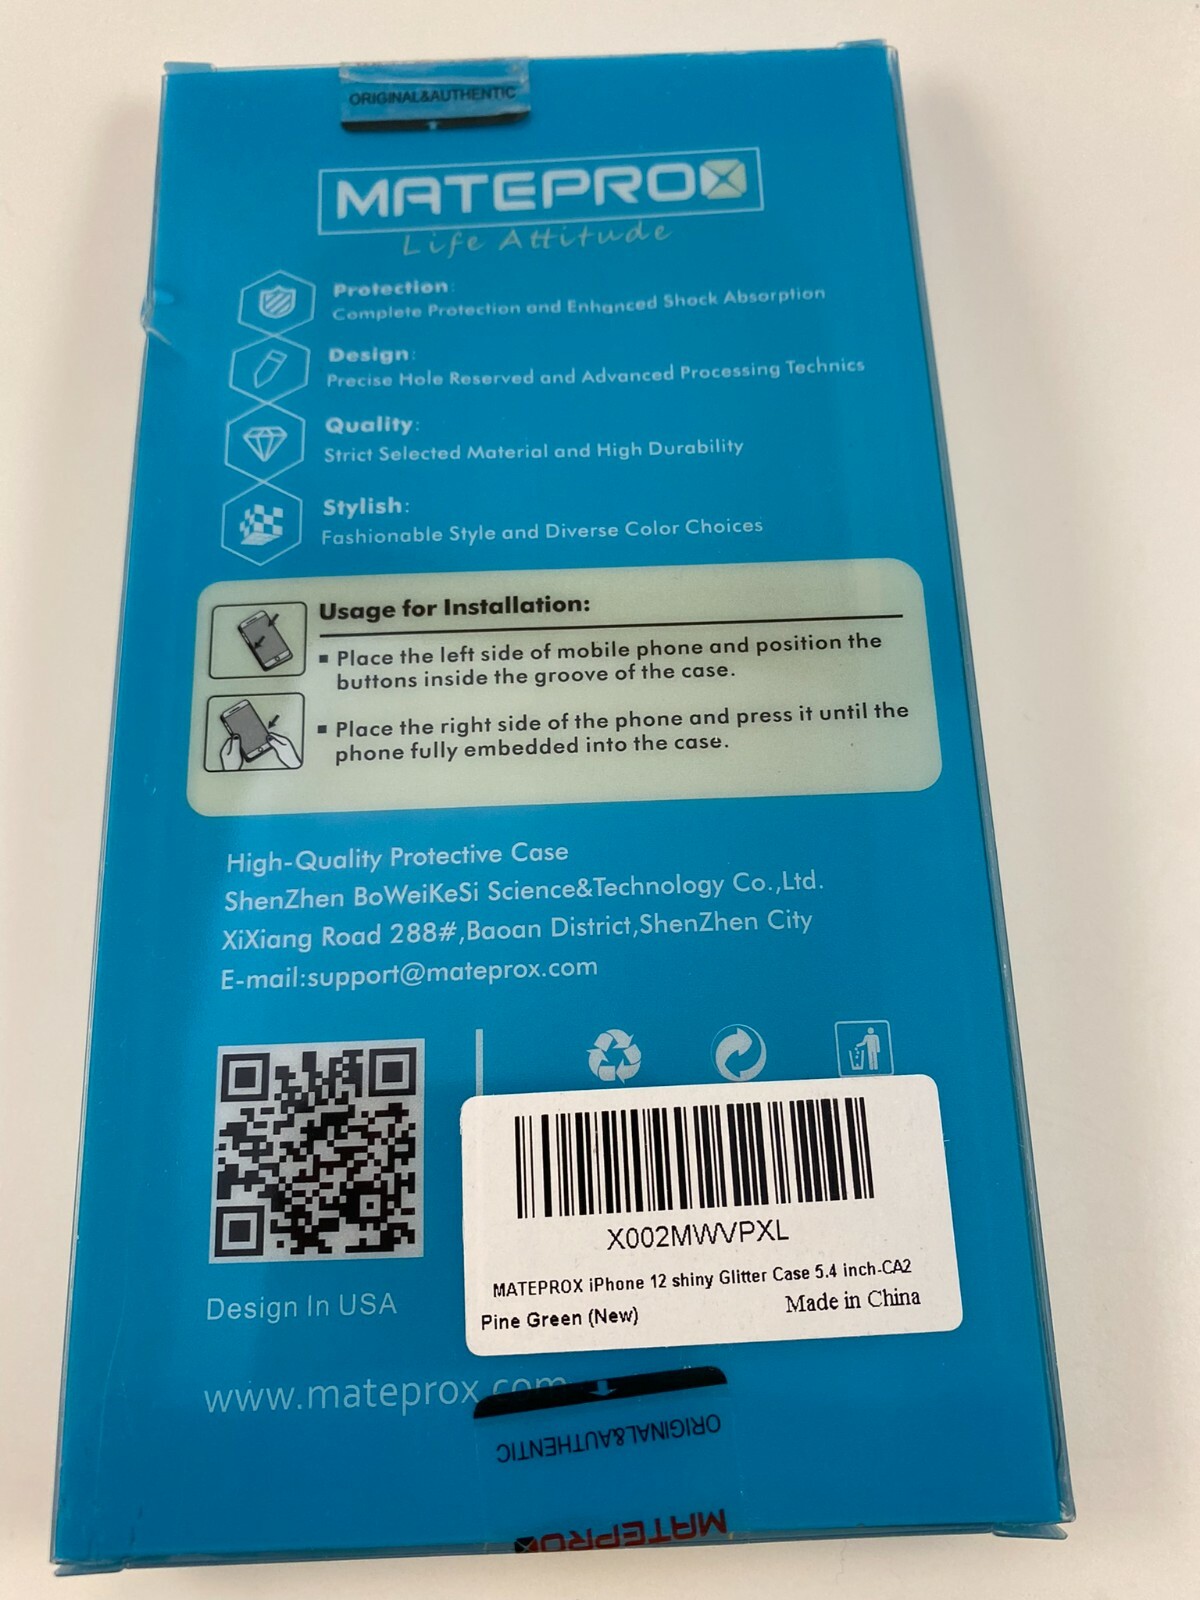 ORIGINAL&AUTHENTIC
MATEPROX
Life Attitude
Protection:
Complete Protection and Enhanced Shock Absorption
Design:
Precise Hole Reserved and Advanced Processing Technics
Quality:
Strict Selected Material and High Durability
Stylish:
Fashionable Style and Diverse Color Choices
Usage for Installation:
▪ Place the left side of mobile phone and position the
buttons inside the groove of the case.
▪ Place the right side of the phone and press it until the
phone fully embedded into the case.
High-Quality Protective Case
ShenZhen BoWeiKeSi Science&Technology Co.,Ltd.
XiXiang Road 288#,Baoan District,ShenZhen City
E-mail:support@mateprox.com
X002MWVPXL
MATEPROX iPhone 12 shiny Glitter Case 5.4 inch-CA2
Pine Green (New)
Made in China
Design In USA
www.mateprox.com
ORIGINAL&AUTHENTIC
MATEPROX